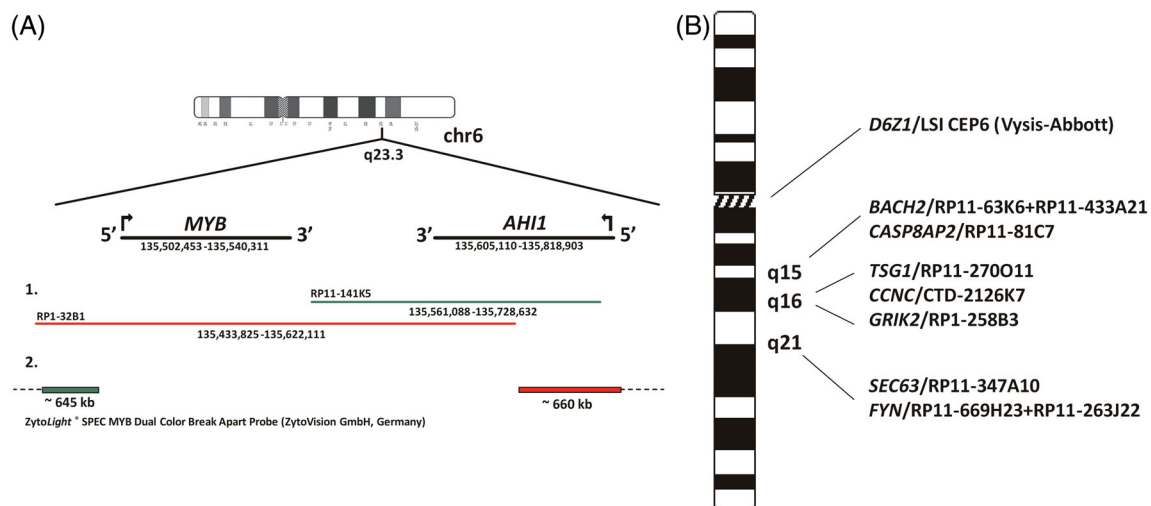 (A)
chr6
q23.3
5’ MYB 3’
135,502,453 -135,540,311
3’ AHI1 5’
135,605,110 -135,818,903
1.
RP11-141K5
135,561,088 -135,728,632
RP1-32B1
135,433,825 -135,622,111
2.
~ 645 kb
~ 660 kb
ZytoLight ® SPEC MYB Dual Color Break Apart Probe (ZytoVision GmbH, Germany)
(B)
D6Z1/LSI CEP6 (Vysis-Abbott)
BACH2/RP11-63K6+RP11-433A21
CASP8AP2/RP11-81C7
q15
TSG1/RP11-270O11
q16
CCNC/CTD-2126K7
GRIK2/RP1-258B3
q21
SEC63/RP11-347A10
FYN/RP11-669H23+RP11-263J22